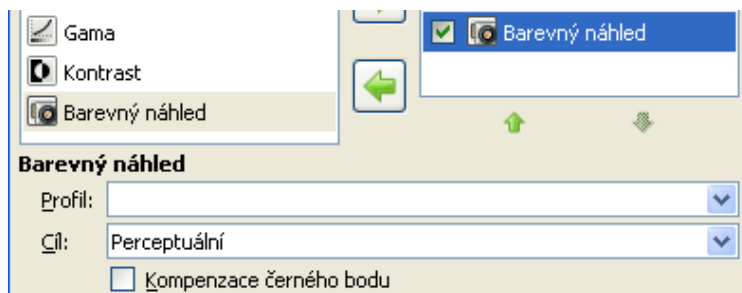 Gama
Barevný náhled
Kontrast
Barevný náhled
Barevný náhled
Profil:
Cíl: Perceptuální
Kompenzace černého bodu